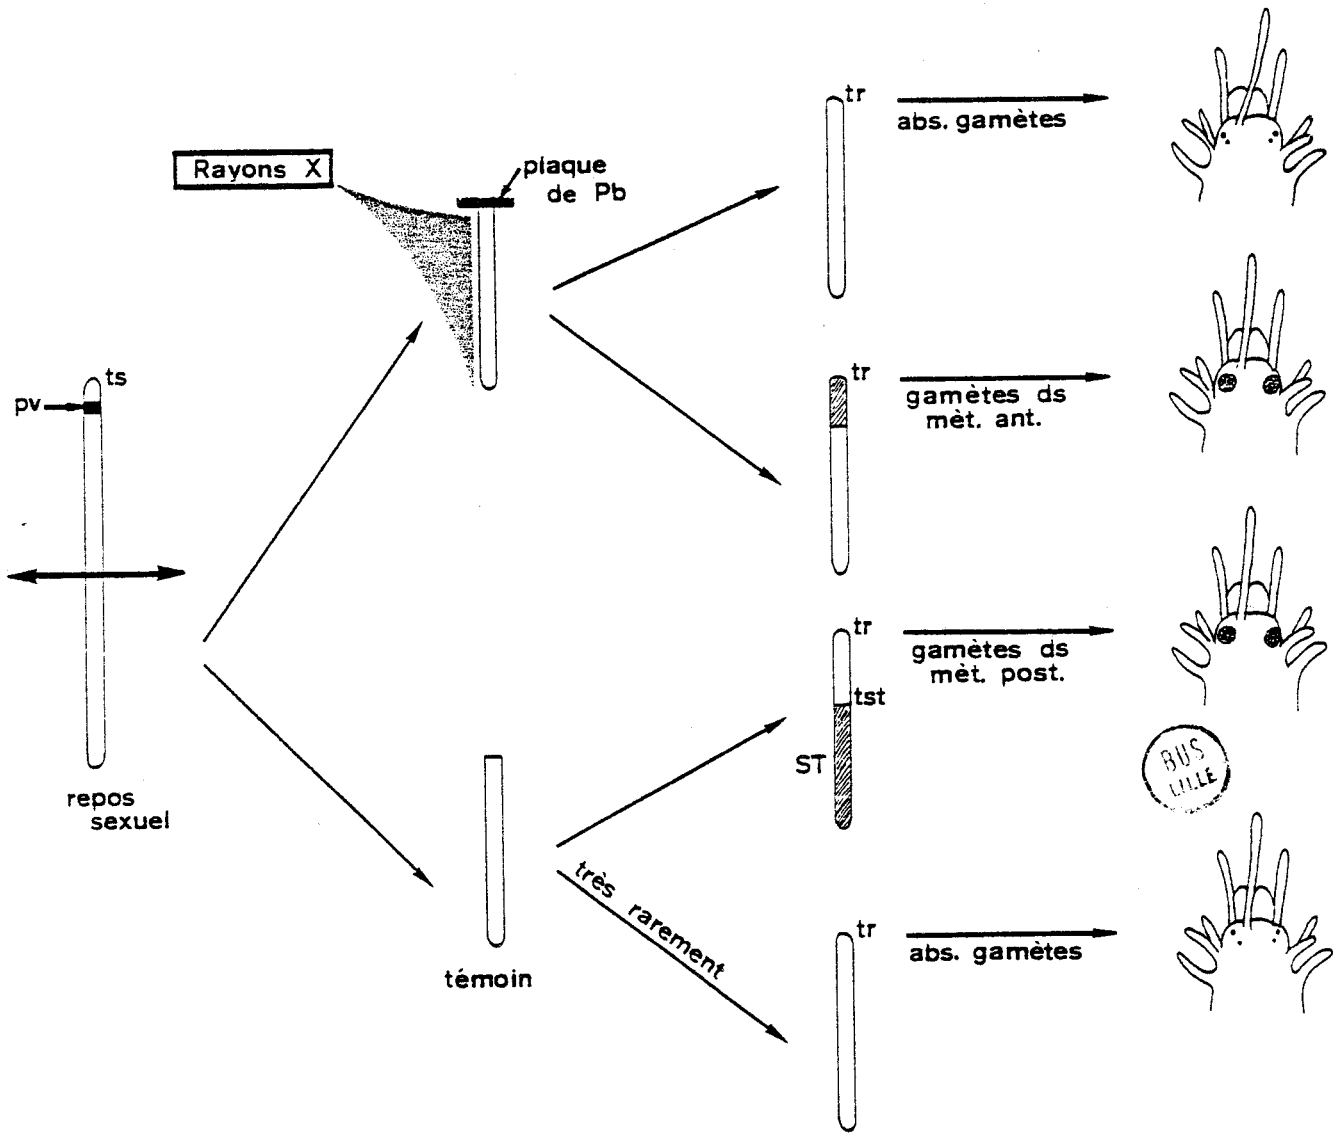 tr
abs. gamètes
Rayons X
plaque
de Pb
ts
pv
tr
gamètes ds
mèt. ant.
repos
sexuel
tr
gamètes ds
mèt. post.
tst
ST
BUS
LILLE
très rarement
témoin
tr
abs. gamètes